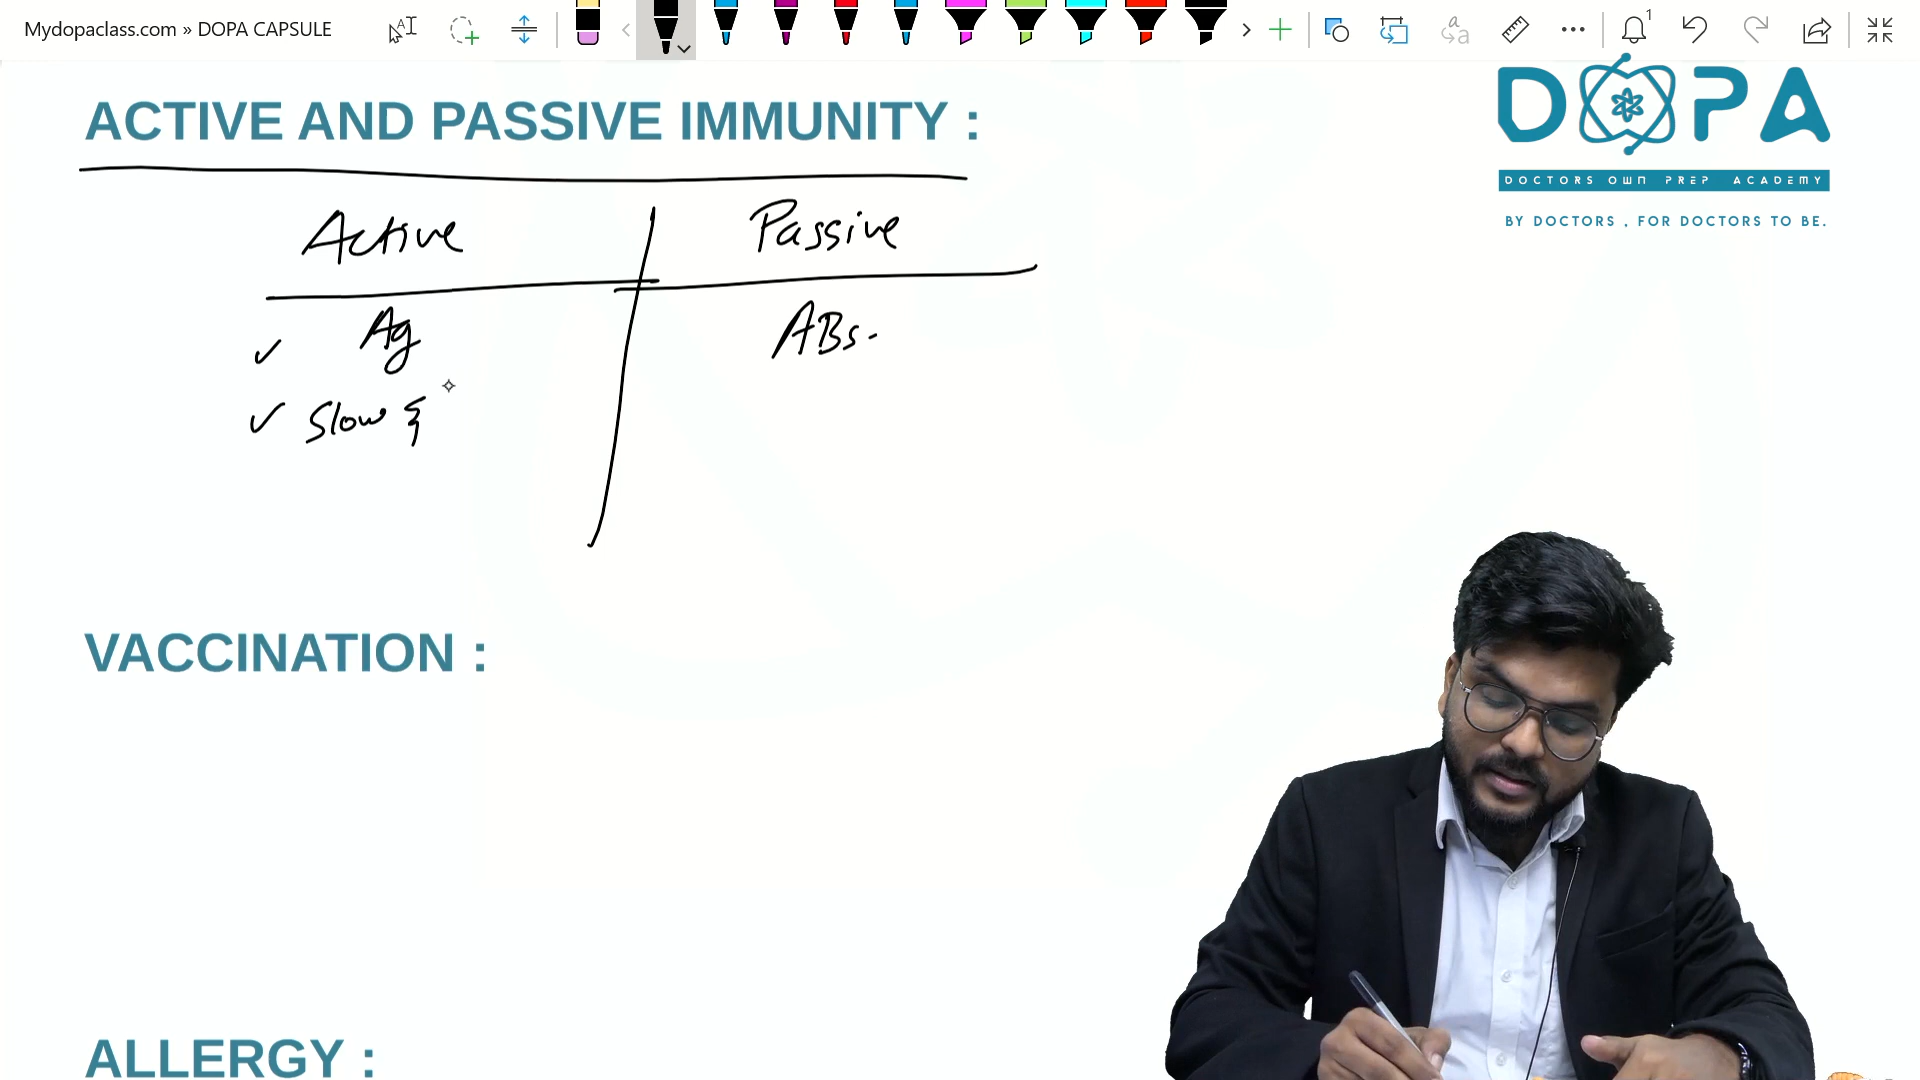 Mydopaclass.com » DOPA CAPSULE
1
ACTIVE AND PASSIVE IMMUNITY :
DOPA
DOCTORS OWN PREP ACADEMY
BY DOCTORS , FOR DOCTORS TO BE.
Active Passive
Ag ABs.
Slow &
VACCINATION :
ALLERGY :